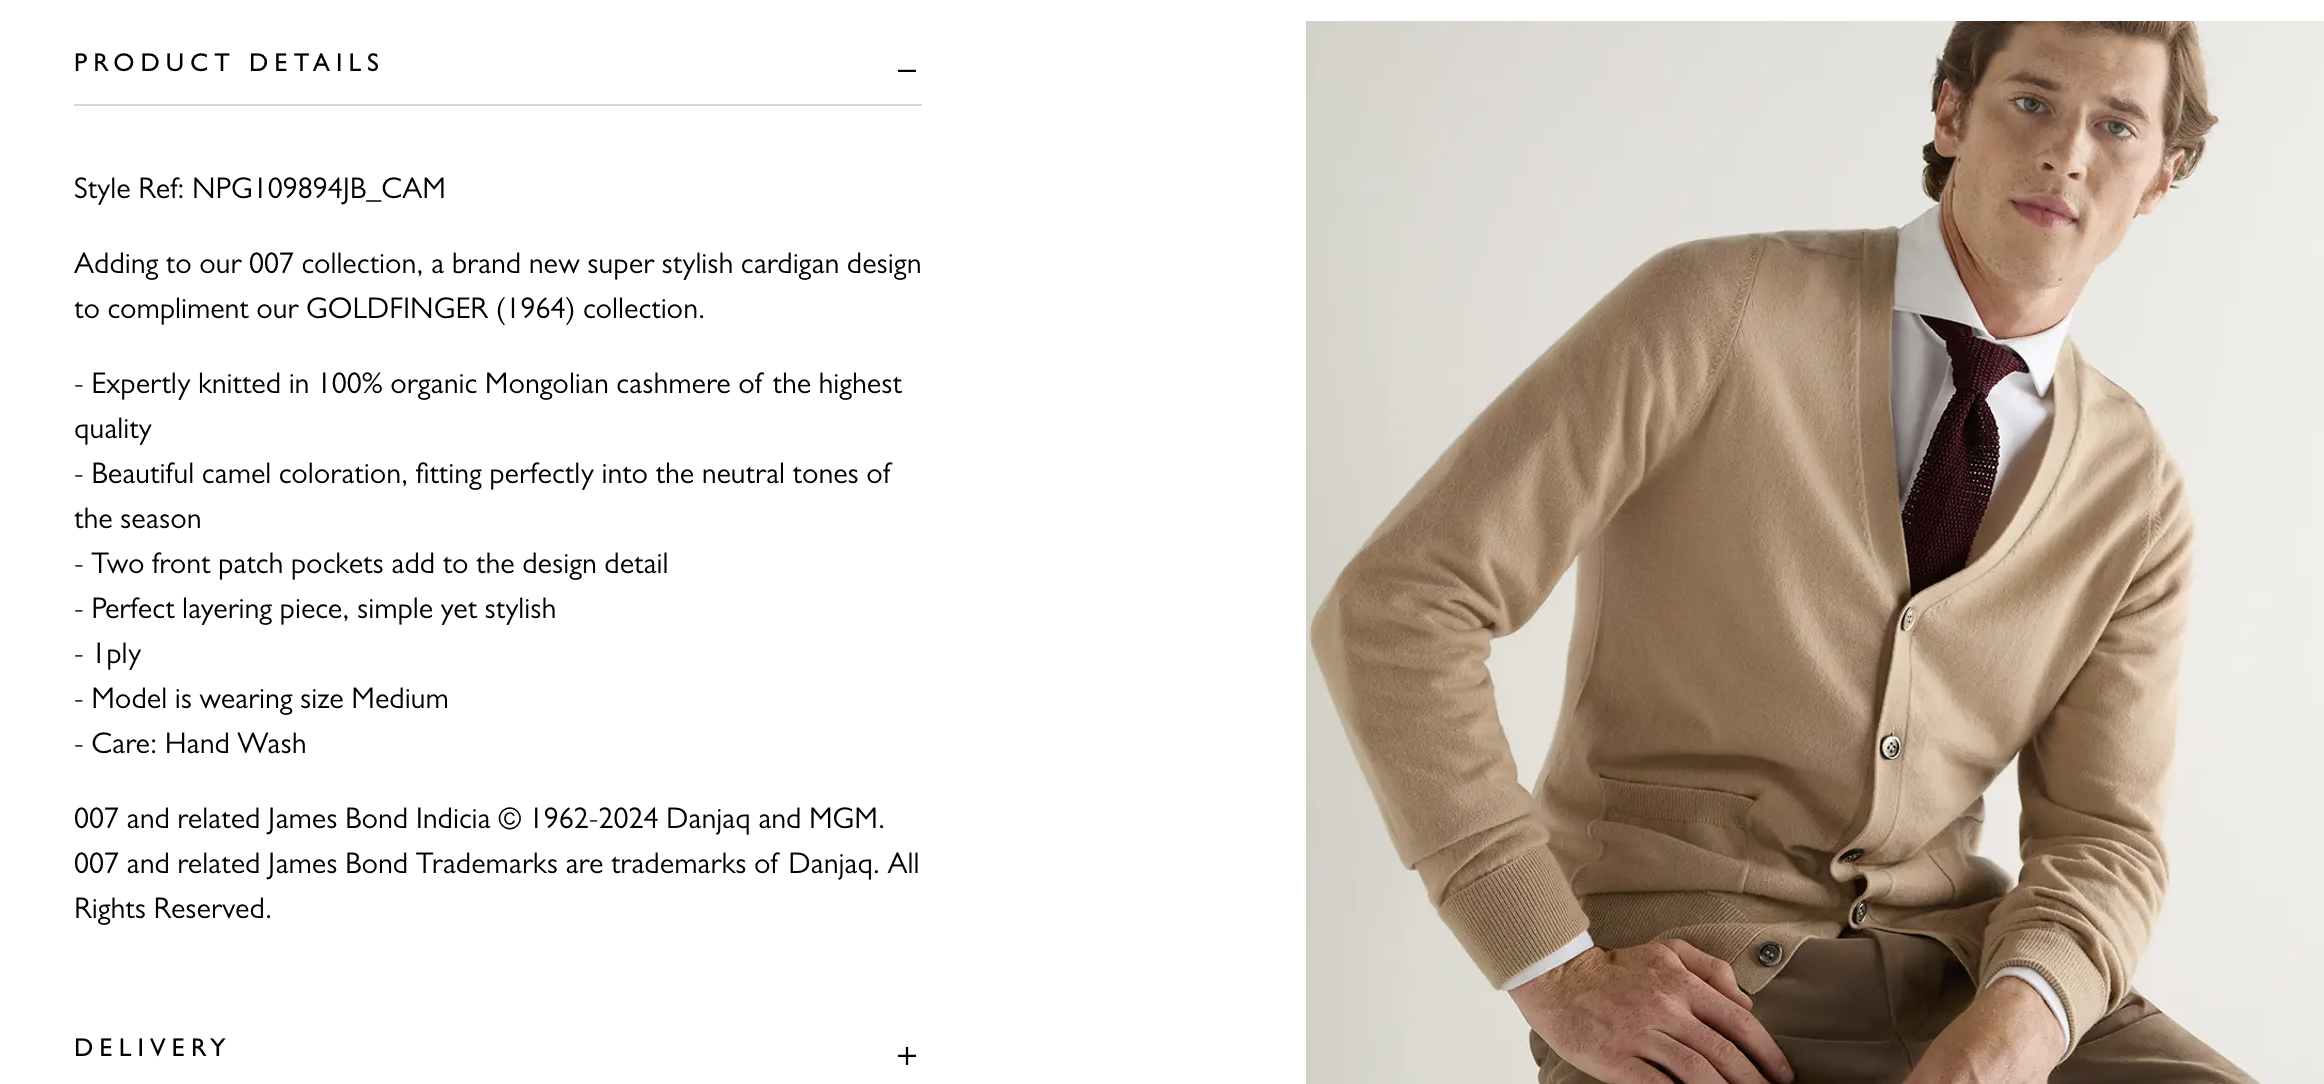 PRODUCT DETAILS
Style Ref: NPG109894JB_CAM
Adding to our 007 collection, a brand new super stylish cardigan design
to compliment our GOLDFINGER (1964) collection.
- Expertly knitted in 100% organic Mongolian cashmere of the highest
quality
- Beautiful camel coloration, fitting perfectly into the neutral tones of
the season
- Two front patch pockets add to the design detail
- Perfect layering piece, simple yet stylish
- 1ply
- Model is wearing size Medium
- Care: Hand Wash
007 and related James Bond Indicia © 1962-2024 Danjaq and MGM.
007 and related James Bond Trademarks are trademarks of Danjaq. All
Rights Reserved.
DELIVERY